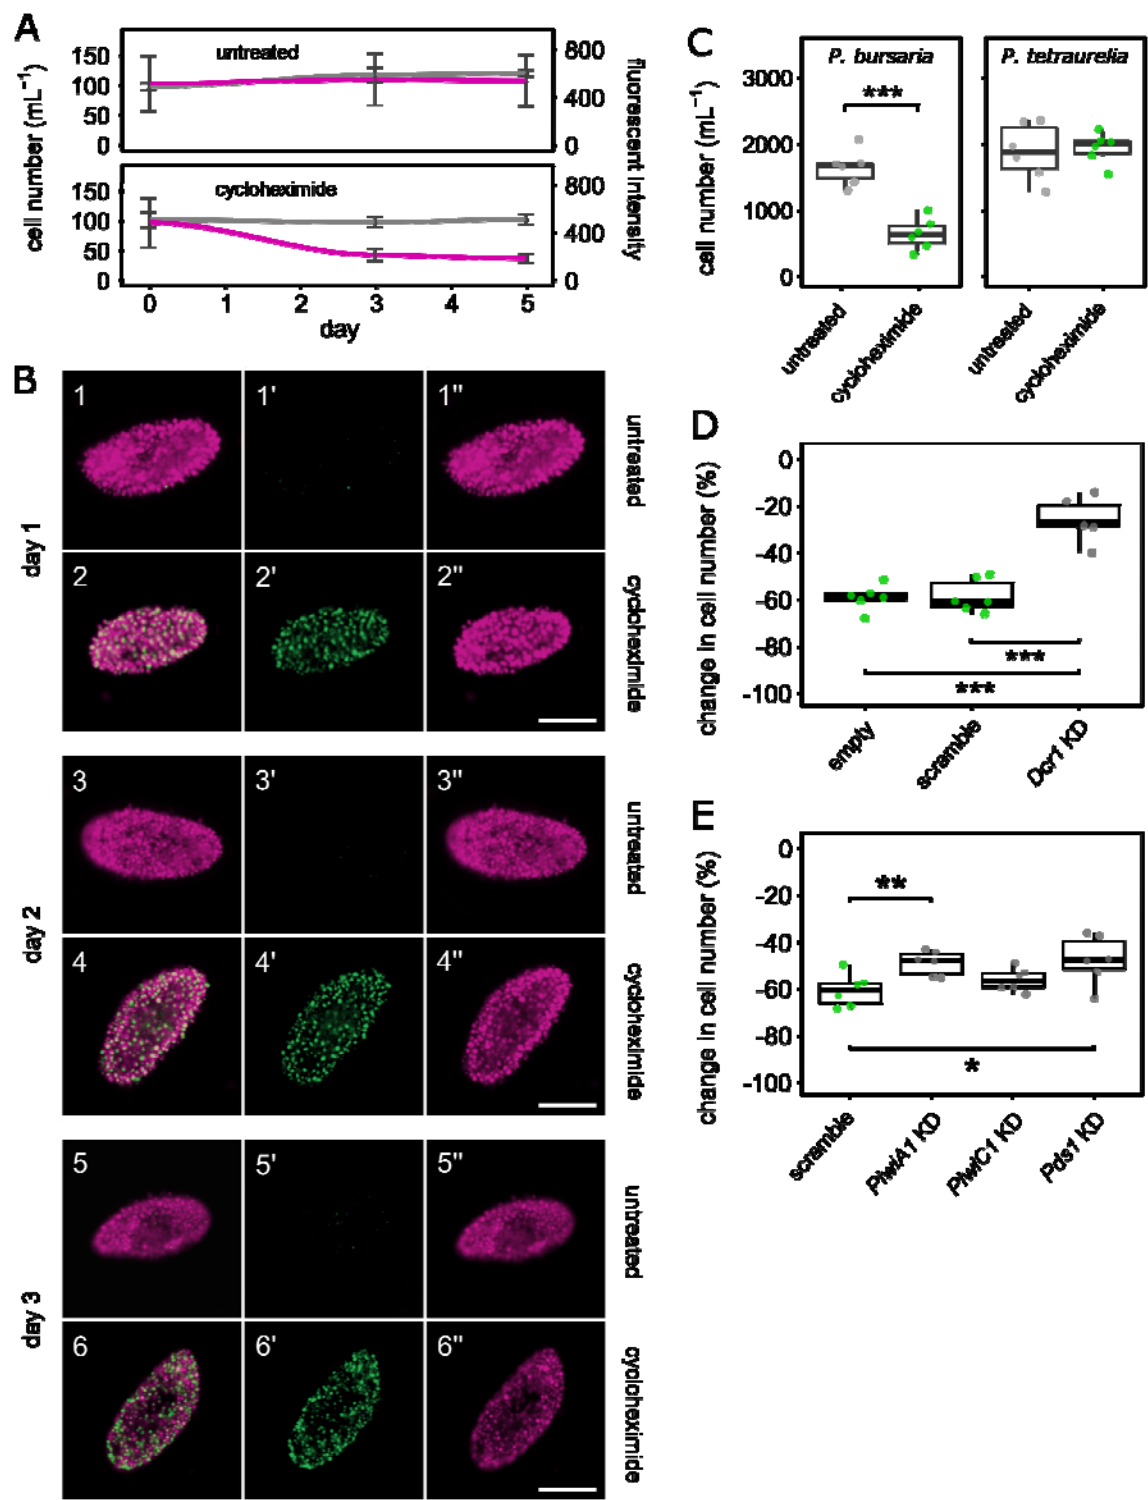 A
untreated
cell number (mL⁻¹)
150
100
50
0
800
400
0
fluorescent intensity
cycloheximide
150
100
50
0
800
400
0
0 1 2 3 4 5
day
B
day 1
1 1' 1"
untreated
2 2' 2"
cycloheximide
day 2
3 3' 3"
untreated
4 4' 4"
cycloheximide
day 3
5 5' 5"
untreated
6 6' 6"
cycloheximide
C
P. bursaria P. tetraurelia
cell number (mL⁻¹)
3000
2000
1000
0
***
untreated
cycloheximide
untreated
cycloheximide
D
change in cell number (%)
0
-20
-40
-60
-80
-100
***
***
empty
scramble
Dcr1 KD
E
change in cell number (%)
0
-20
-40
-60
-80
-100
**
*
scramble
PiwiA1 KD
PiwiC1 KD
Pds1 KD